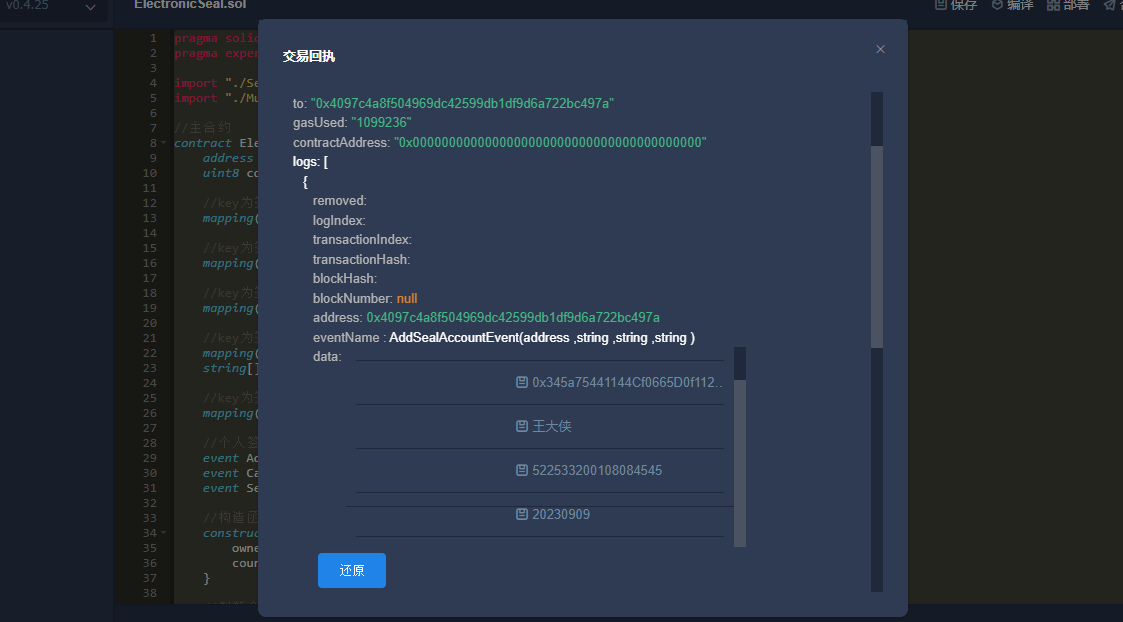 v0.4.25
ElectronicSeal.sol
保存 编译 部署
交易回执
to: "0x4097c4a8f504969dc42599db1df9d6a722bc497a"
gasUsed: "1099236"
contractAddress: "0x0000000000000000000000000000000000000000"
logs: [
{
removed:
logIndex:
transactionIndex:
transactionHash:
blockHash:
blockNumber: null
address: 0x4097c4a8f504969dc42599db1df9d6a722bc497a
eventName : AddSealAccountEvent(address ,string ,string ,string )
data:
0x345a75441144Cf0665D0f112..
王大侠
522533200108084545
20230909
还原
1 pragma solid
2 pragma expe
3
4 import "./Se
5 import "./Mu
6
7 //主合约
8 contract Ele
9 address
10 uint8 co
11
12 //key为
13 mapping(
14
15 //key为
16 mapping(
17
18 //key为
19 mapping(
20
21 //key为
22 mapping(
23 string[]
24
25 //key为
26 mapping(
27
28 //个人签
29 event Ad
30 event Ca
31 event Se
32
33 //构造函
34 construc
35 owne
36 cour
37 }
38